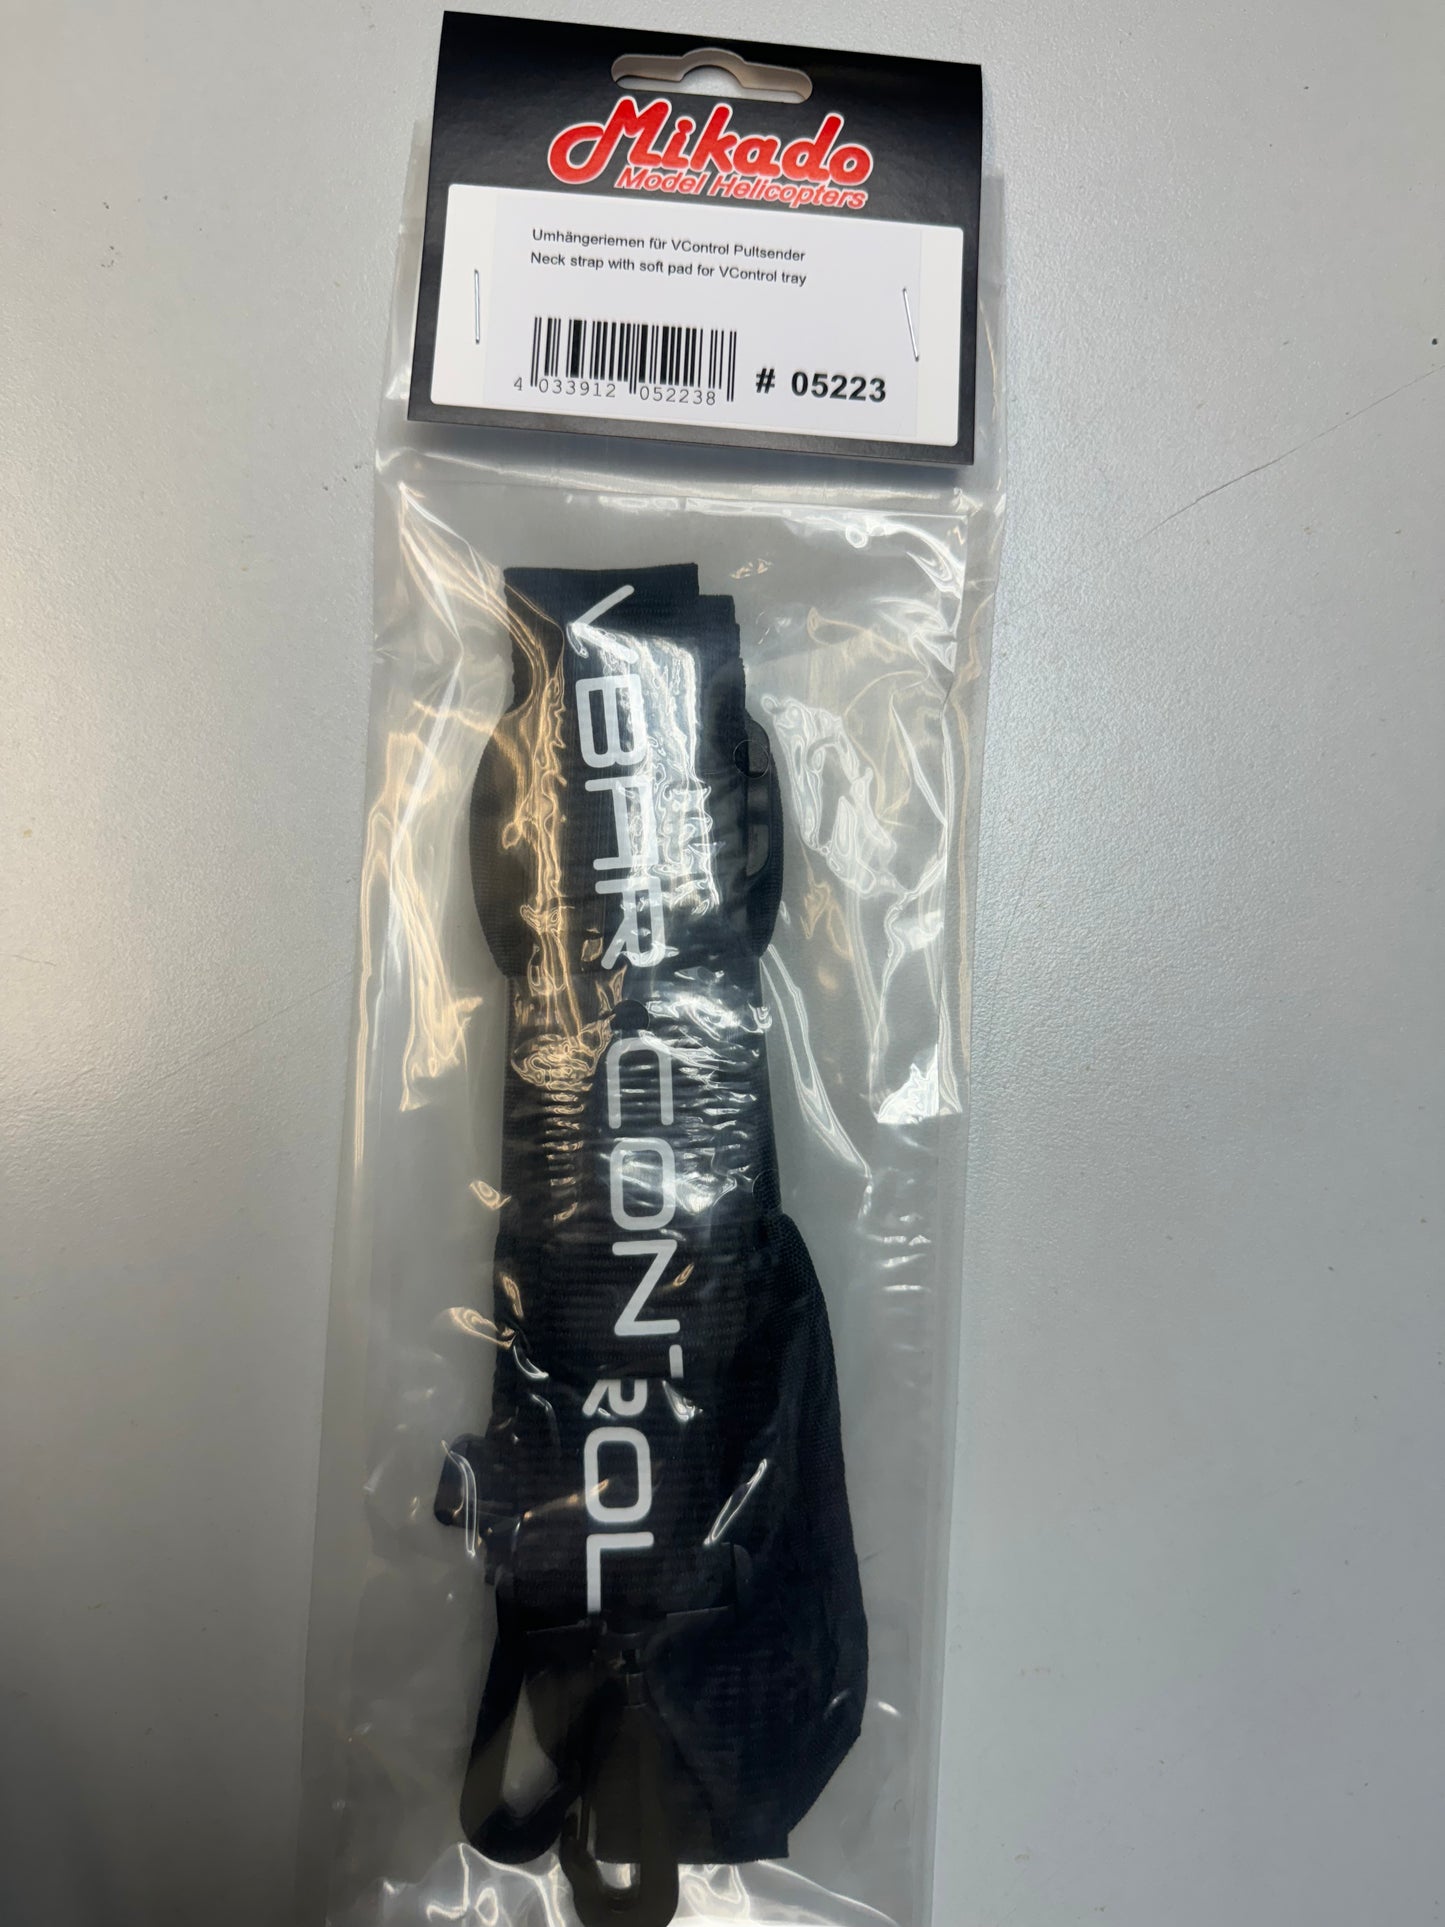 Mikado
Model Helicopters
Umhängeriemen für VControl Pultsender
Neck strap with soft pad for VControl tray
4 033912 052238
# 05223
VBAR CONTROL